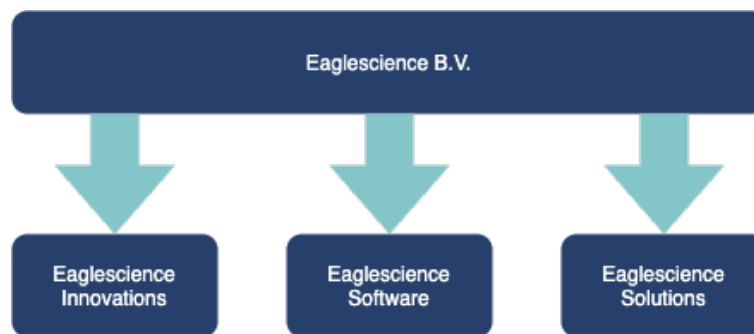 Eaglescience B.V.
Eaglescience
Innovations
Eaglescience
Software
Eaglescience
Solutions